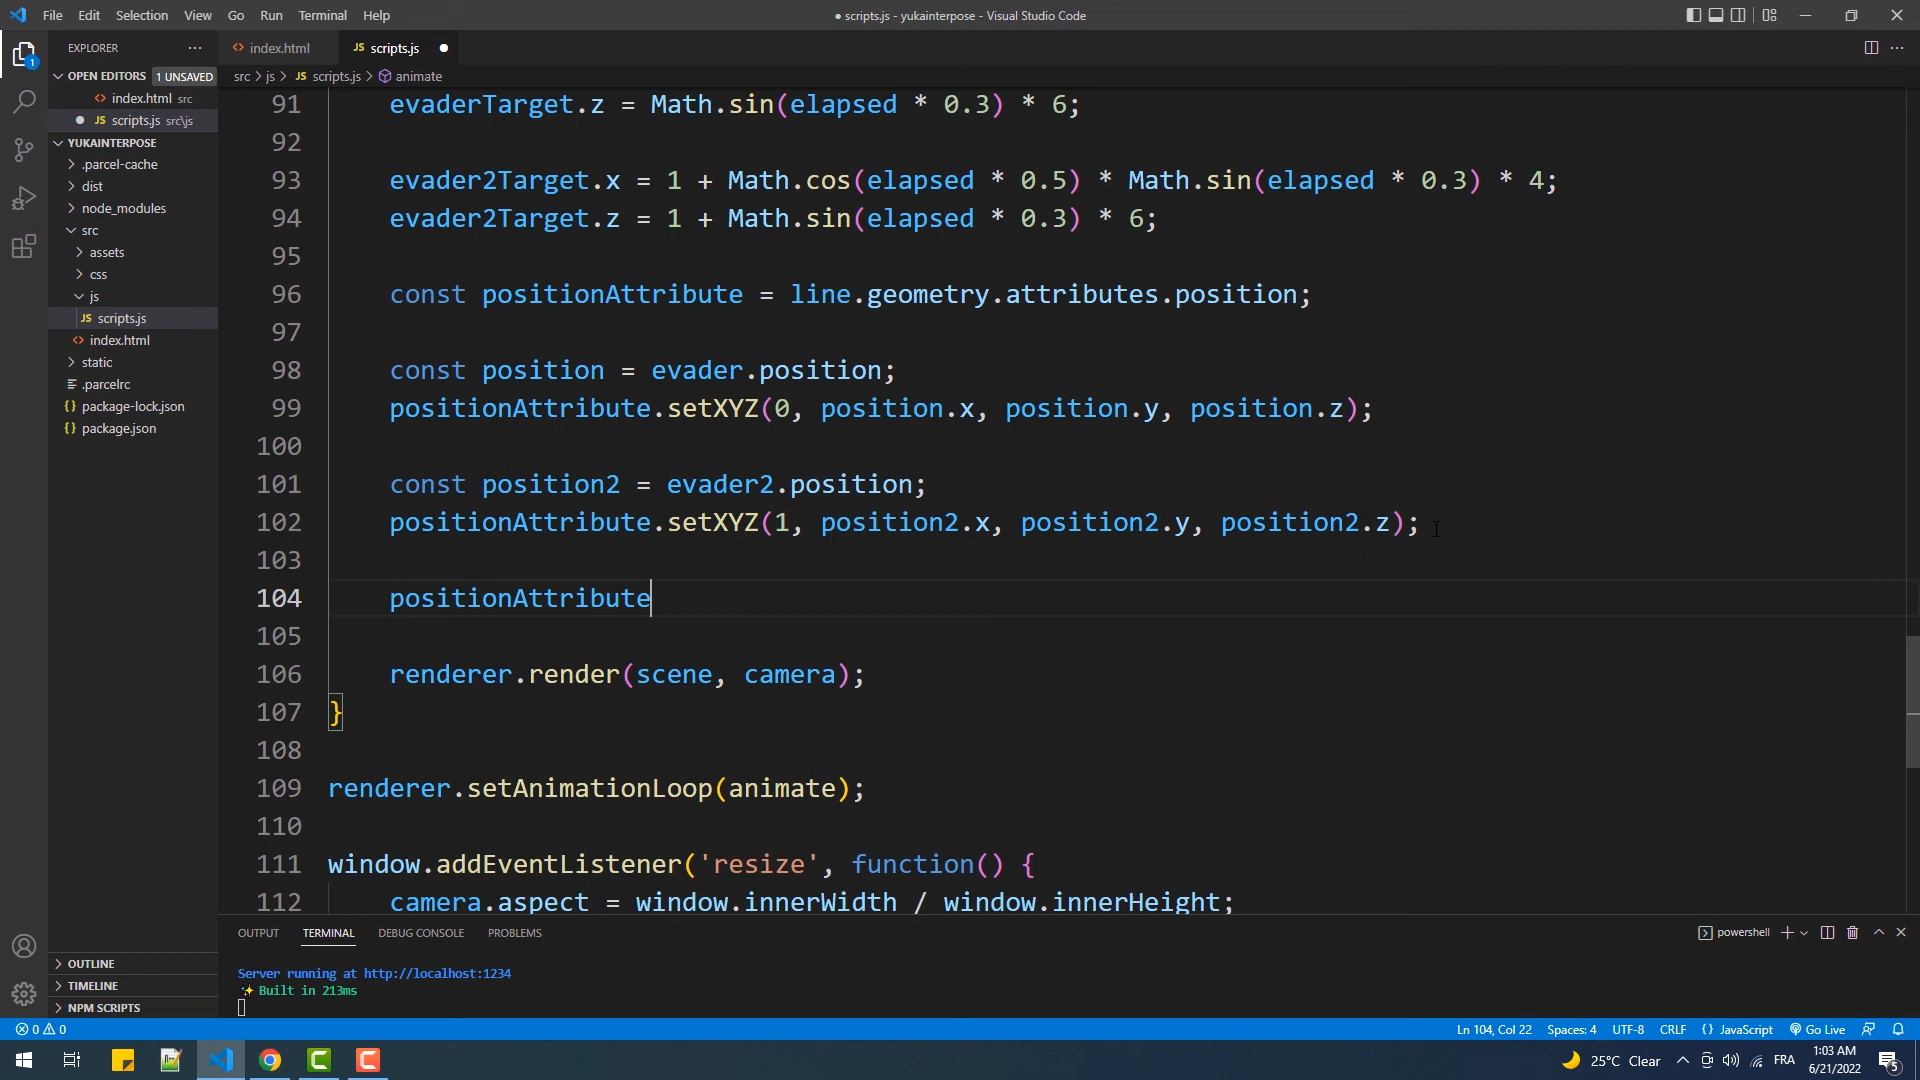 File Edit Selection View Go Run Terminal Help
● scripts.js - yukainterpose - Visual Studio Code
EXPLORER
index.html
JS scripts.js
OPEN EDITORS 1 UNSAVED
src > js > JS scripts.js > animate
index.html src
JS scripts.js src\js
YUKAINTERPOSE
.parcel-cache
dist
node_modules
src
assets
css
js
JS scripts.js
index.html
static
.parcelrc
package-lock.json
package.json
OUTLINE
TIMELINE
NPM SCRIPTS
1
91 evaderTarget.z = Math.sin(elapsed * 0.3) * 6;
92
93 evader2Target.x = 1 + Math.cos(elapsed * 0.5) * Math.sin(elapsed * 0.3) * 4;
94 evader2Target.z = 1 + Math.sin(elapsed * 0.3) * 6;
95
96 const positionAttribute = line.geometry.attributes.position;
97
98 const position = evader.position;
99 positionAttribute.setXYZ(0, position.x, position.y, position.z);
100
101 const position2 = evader2.position;
102 positionAttribute.setXYZ(1, position2.x, position2.y, position2.z);
103
104 positionAttribute
105
106 renderer.render(scene, camera);
107 }
108
109 renderer.setAnimationLoop(animate);
110
111 window.addEventListener('resize', function() {
112 camera.aspect = window.innerWidth / window.innerHeight;
OUTPUT TERMINAL DEBUG CONSOLE PROBLEMS
powershell
Server running at http://localhost:1234
✨ Built in 213ms
0 0
Ln 104, Col 22 Spaces: 4 UTF-8 CRLF {} JavaScript Go Live
25°C Clear
FRA
1:03 AM
6/21/2022
5